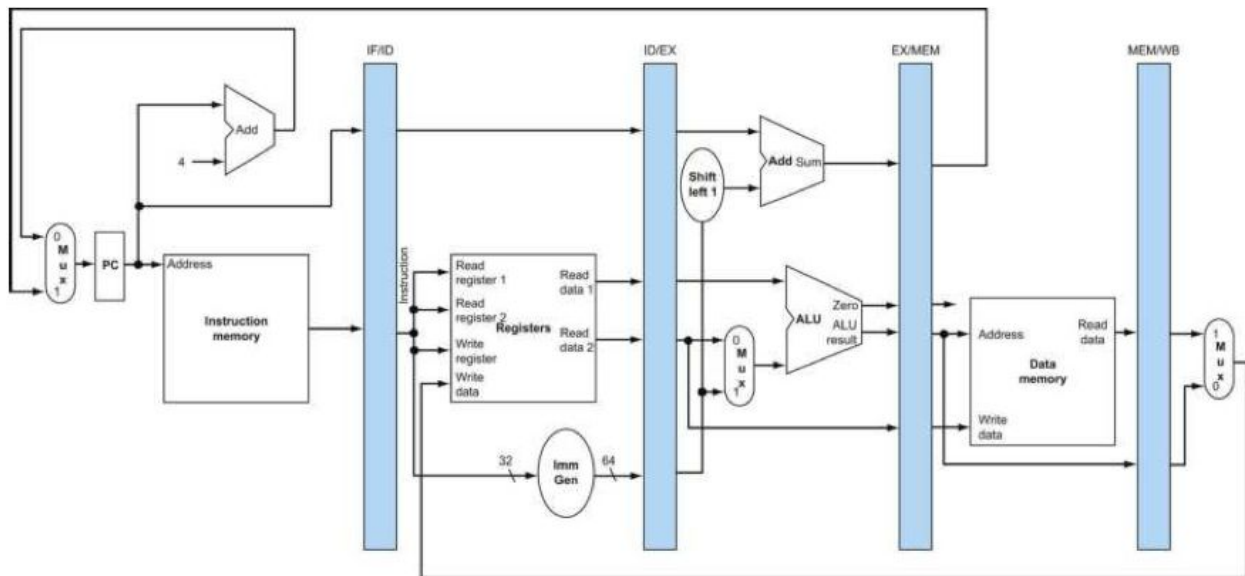 IF/ID
ID/EX
EX/MEM
MEM/WB
Add
4
Add Sum
Shift
left 1
0
M
u
x
1
PC
Address
Instruction
memory
Instruction
Read
register 1
Read
register 2
Registers
Write
register
Write
data
Read
data 1
Read
data 2
0
M
u
x
1
Zero
ALU
ALU
result
Address
Read
data
Data
memory
Write
data
1
M
u
x
0
32
Imm
Gen
64